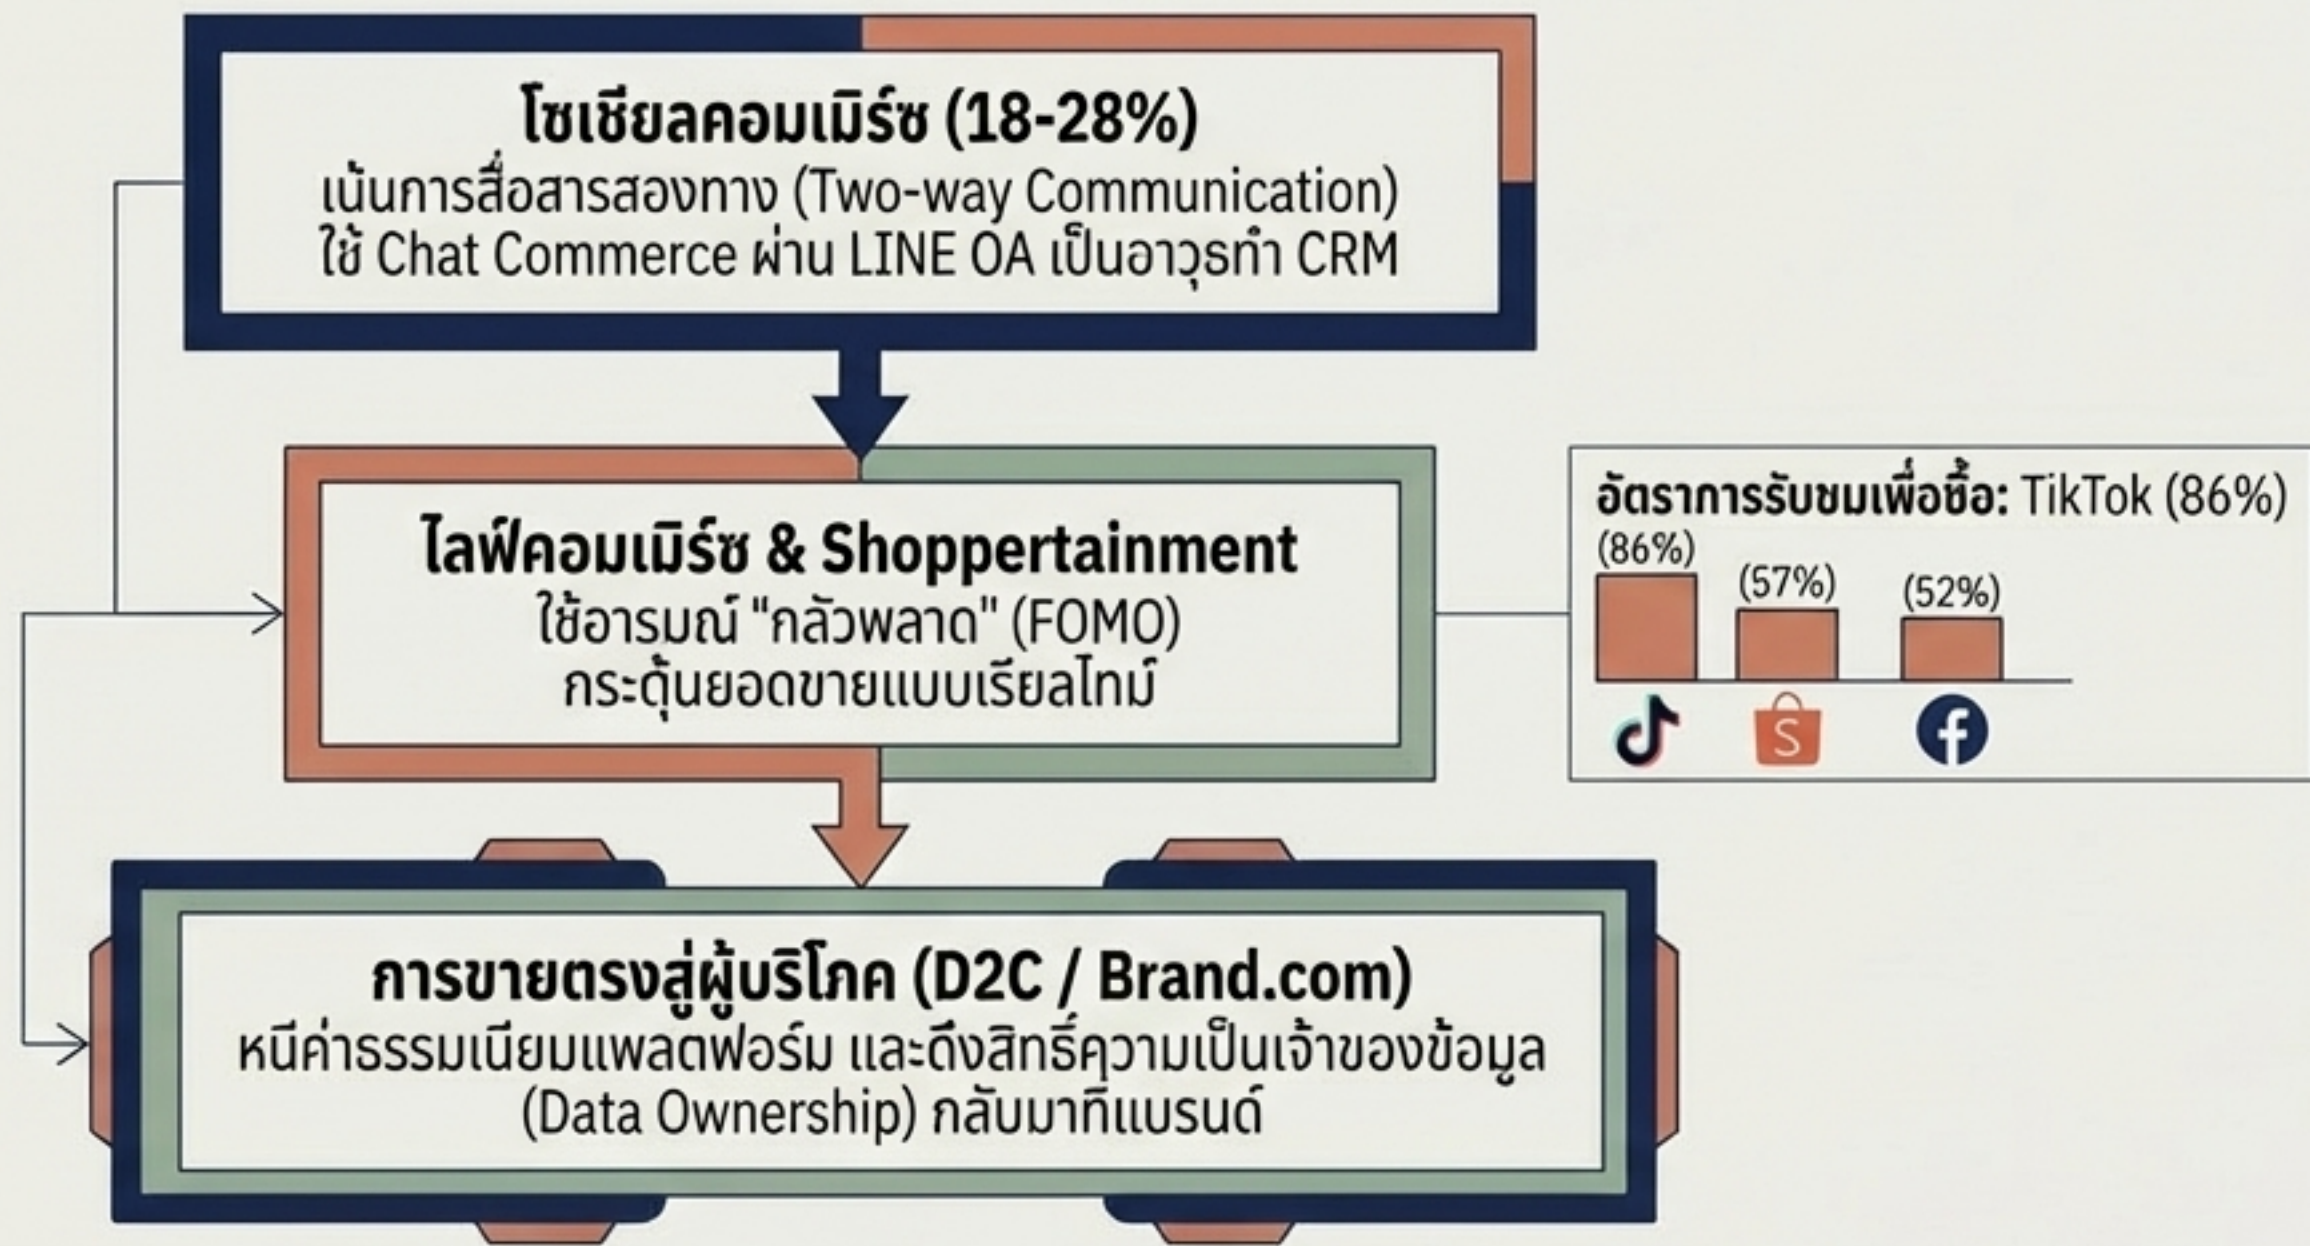 โซเชียลคอมเมิร์ซ (18-28%)
เน้นการสื่อสารสองทาง (Two-way Communication)
ใช้ Chat Commerce ผ่าน LINE OA เป็นอาวุธทำ CRM
ไลฟ์คอมเมิร์ซ & Shoppertainment
ใช้อารมณ์ "กลัวพลาด" (FOMO)
กระตุ้นยอดขายแบบเรียลไทม์
อัตราการรับชมเพื่อซื้อ: TikTok (86%)
(86%)
(57%)
(52%)
การขายตรงสู่ผู้บริโภค (D2C / Brand.com)
หนีค่าธรรมเนียมแพลตฟอร์ม และดึงสิทธิ์ความเป็นเจ้าของข้อมูล
(Data Ownership) กลับมาที่แบรนด์